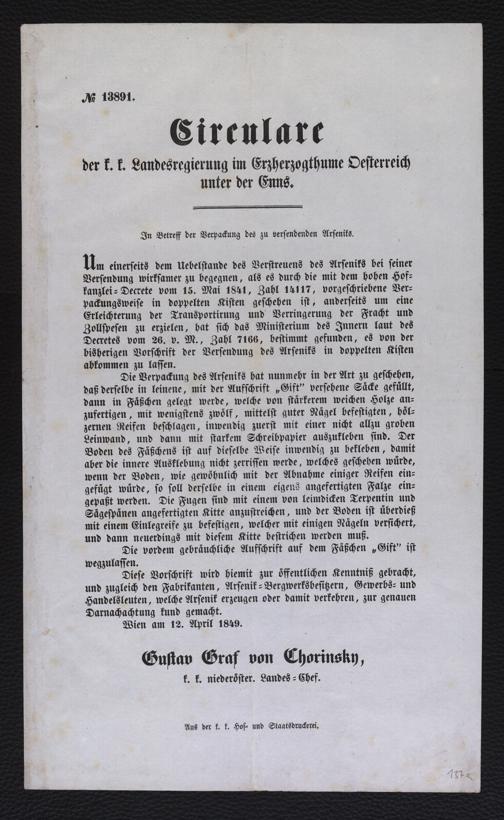 № 13891.
Circulare
der k. k. Landesregierung im Erzherzogthume Oesterreich
unter der Enns.
In Betreff der Verpackung des zu versendenden Arseniks.
Um einerseits dem Uebelstande des Verstreuens des Arseniks bei seiner
Versendung wirksamer zu begegnen, als es durch die mit dem hohen Hof-
kanzlei-Decrete vom 15. Mai 1841, Zahl 14117, vorgeschriebene Ver-
packungsweise in doppelten Kisten geschehen ist, anderseits um eine
Erleichterung der Transportirung und Verringerung der Fracht und
Zollspesen zu erzielen, hat sich das Ministerium des Innern laut des
Decretes vom 26. v. M., Zahl 7166, bestimmt gefunden, es von der
bisherigen Vorschrift der Versendung des Arseniks in doppelten Kisten
abkommen zu lassen.
Die Verpackung des Arseniks hat nunmehr in der Art zu geschehen,
daß derselbe in leinene, mit der Aufschrift „Gift" versehene Säcke gefüllt,
dann in Fäßchen gelegt werde, welche von stärkerem weichen Holze an-
zufertigen, mit wenigstens zwölf, mittelst guter Nägel befestigten, höl-
zernen Reifen beschlagen, inwendig zuerst mit einer nicht allzu groben
Leinwand, und dann mit starkem Schreibpapier auszukleben sind. Der
Boden des Fäßchens ist auf dieselbe Weise inwendig zu bekleben, damit
aber die innere Ausklebung nicht zerrissen werde, welches geschehen würde,
wenn der Boden, wie gewöhnlich mit der Abnahme einiger Reifen ein-
gefügt würde, so soll derselbe in einem eigens angefertigten Falze ein-
gepaßt werden. Die Fugen sind mit einem von leimdicken Terpentin und
Sägespänen angefertigten Kitte anzustreichen, und der Boden ist überdieß
mit einem Einlegreife zu befestigen, welcher mit einigen Nägeln versichert,
und dann neuerdings mit diesem Kitte bestrichen werden muß.
Die vordem gebräuchliche Aufschrift auf dem Fäßchen „Gift" ist
wegzulassen.
Diese Vorschrift wird hiemit zur öffentlichen Kenntniß gebracht,
und zugleich den Fabrikanten, Arsenik-Bergwerksbesitzern, Gewerbs- und
Handelsleuten, welche Arsenik erzeugen oder damit verkehren, zur genauen
Darnachachtung kund gemacht.
Wien am 12. April 1849.
Gustav Graf von Chorinsky,
k. k. niederöster. Landes-Chef.
Aus der k. k. Hof- und Staatsdruckerei.